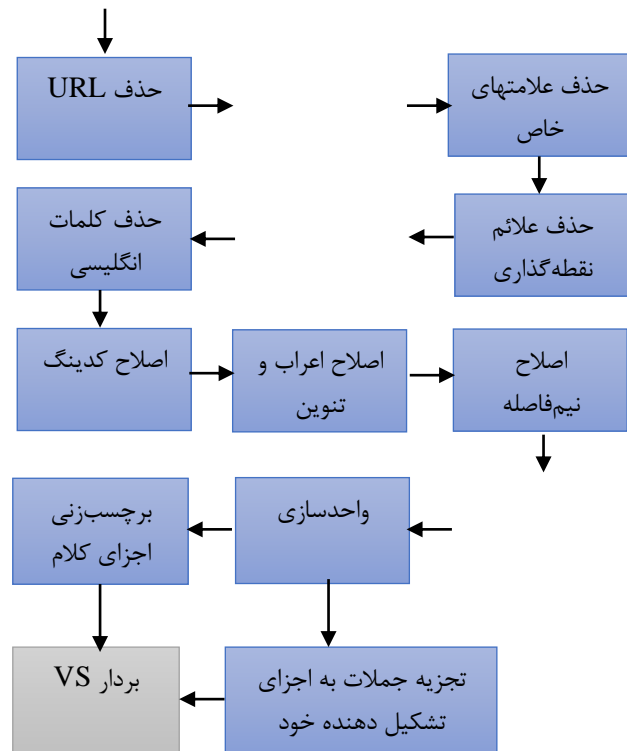 حذف URL
حذف علامتهای
خاص
حذف علائم
نقطه‌گذاری
حذف کلمات
انگلیسی
اصلاح کدینگ
اصلاح اعراب و
تنوین
اصلاح
نیم‌فاصله
واحدسازی
برچسب‌زنی
اجزای کلام
تجزیه جملات به اجزای
تشکیل دهنده خود
بردار VS